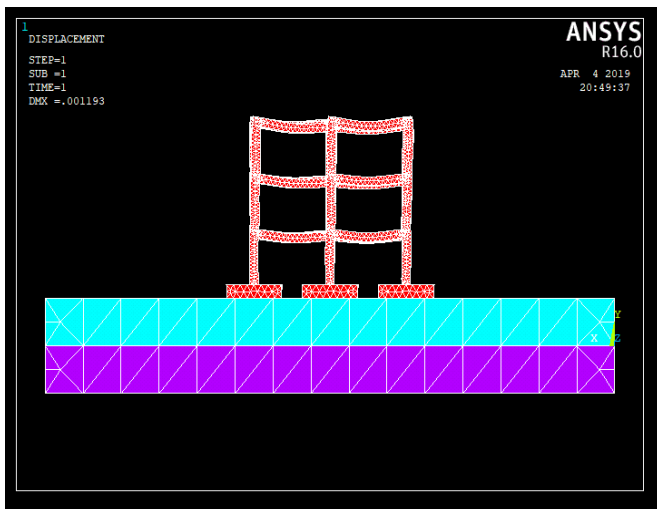 1
DISPLACEMENT
STEP=1
SUB =1
TIME=1
DMX =.001193
ANSYS
R16.0
APR 4 2019
20:49:37
Y
X Z